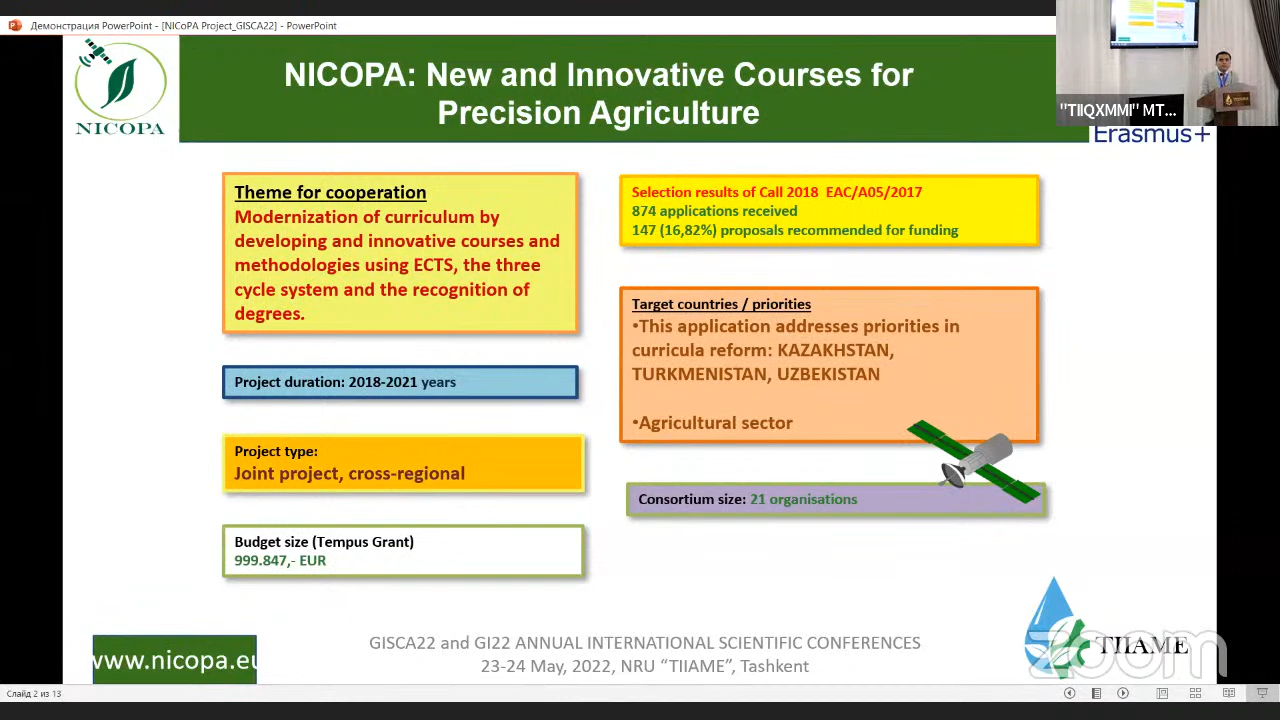 Демонстрация PowerPoint - [NICoPA Project_GISCA22] - PowerPoint
NICOPA
NICOPA: New and Innovative Courses for
Precision Agriculture
"TIIQXMMI" MT...
Erasmus+
Theme for cooperation
Modernization of curriculum by
developing and innovative courses and
methodologies using ECTS, the three
cycle system and the recognition of
degrees.
Project duration: 2018-2021 years
Project type:
Joint project, cross-regional
Budget size (Tempus Grant)
999.847,- EUR
Selection results of Call 2018 EAC/A05/2017
874 applications received
147 (16,82%) proposals recommended for funding
Target countries / priorities
•This application addresses priorities in
curricula reform: KAZAKHSTAN,
TURKMENISTAN, UZBEKISTAN
•Agricultural sector
Consortium size: 21 organisations
www.nicopa.eu
GISCA22 and GI22 ANNUAL INTERNATIONAL SCIENTIFIC CONFERENCES
23-24 May, 2022, NRU “TIIAME”, Tashkent
TIIAME
zoom
Слайд 2 из 13